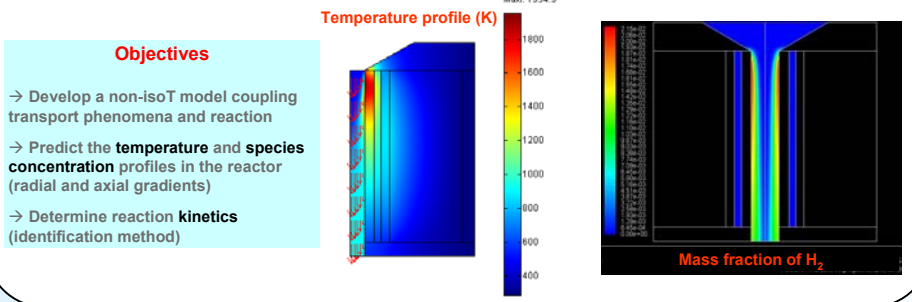 Temperature profile (K)
Objectives
→ Develop a non-isoT model coupling
transport phenomena and reaction
→ Predict the temperature and species
concentration profiles in the reactor
(radial and axial gradients)
→ Determine reaction kinetics
(identification method)
1800
1600
1400
1200
1000
800
600
400
Mass fraction of H2